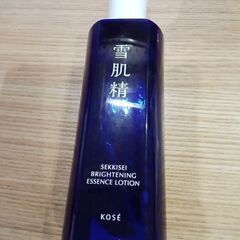 雪肌精
SEKKISEI
BRIGHTENING
ESSENCE LOTION
KOSÉ